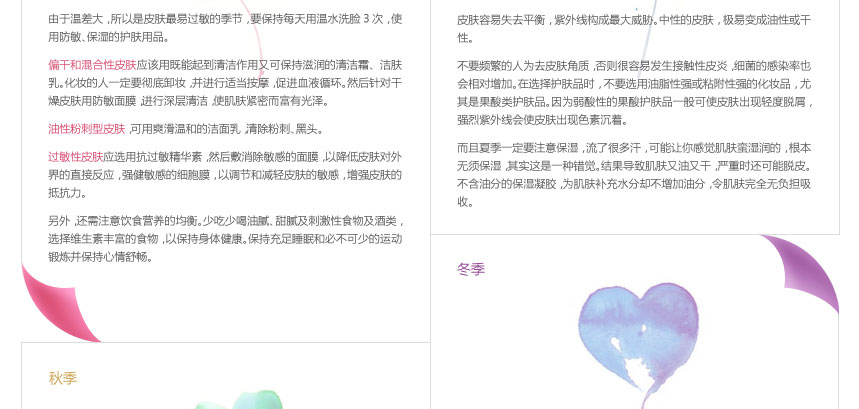 由于温差大，所以是皮肤最易过敏的季节，要保持每天用温水洗脸 3 次，使
用防敏、保湿的护肤用品。
偏干和混合性皮肤应该用既能起到清洁作用又可保持滋润的清洁霜、洁肤
乳。化妆的人一定要彻底卸妆，并进行适当按摩，促进血液循环。然后针对干
燥皮肤用防敏面膜，进行深层清洁，使肌肤紧密而富有光泽。
油性粉刺型皮肤，可用爽滑温和的洁面乳，清除粉刺、黑头。
过敏性皮肤应选用抗过敏精华素，然后敷消除敏感的面膜，以降低皮肤对外
界的直接反应，强健敏感的细胞膜，以调节和减轻皮肤的敏感，增强皮肤的
抵抗力。
另外，还需注意饮食营养的均衡。少吃少喝油腻、甜腻及刺激性食物及酒类，
选择维生素丰富的食物，以保持身体健康。保持充足睡眠和必不可少的运动
锻炼并保持心情舒畅。
秋季
皮肤容易失去平衡，紫外线构成最大威胁。中性的皮肤，极易变成油性或干
性。
不要频繁的人为去皮肤角质，否则很容易发生接触性皮炎，细菌的感染率也
会相对增加。在选择护肤品时，不要选用油脂性强或粘附性强的化妆品，尤
其是果酸类护肤品。因为弱酸性的果酸护肤品一般可使皮肤出现轻度脱屑，
强烈紫外线会使皮肤出现色素沉着。
而且夏季一定要注意保湿，流了很多汗，可能让你感觉肌肤蛮湿润的，根本
无须保湿，其实这是一种错觉。结果导致肌肤又油又干，严重时还可能脱皮。
不含油分的保湿凝胶，为肌肤补充水分却不增加油分，令肌肤完全无负担吸
收。
冬季